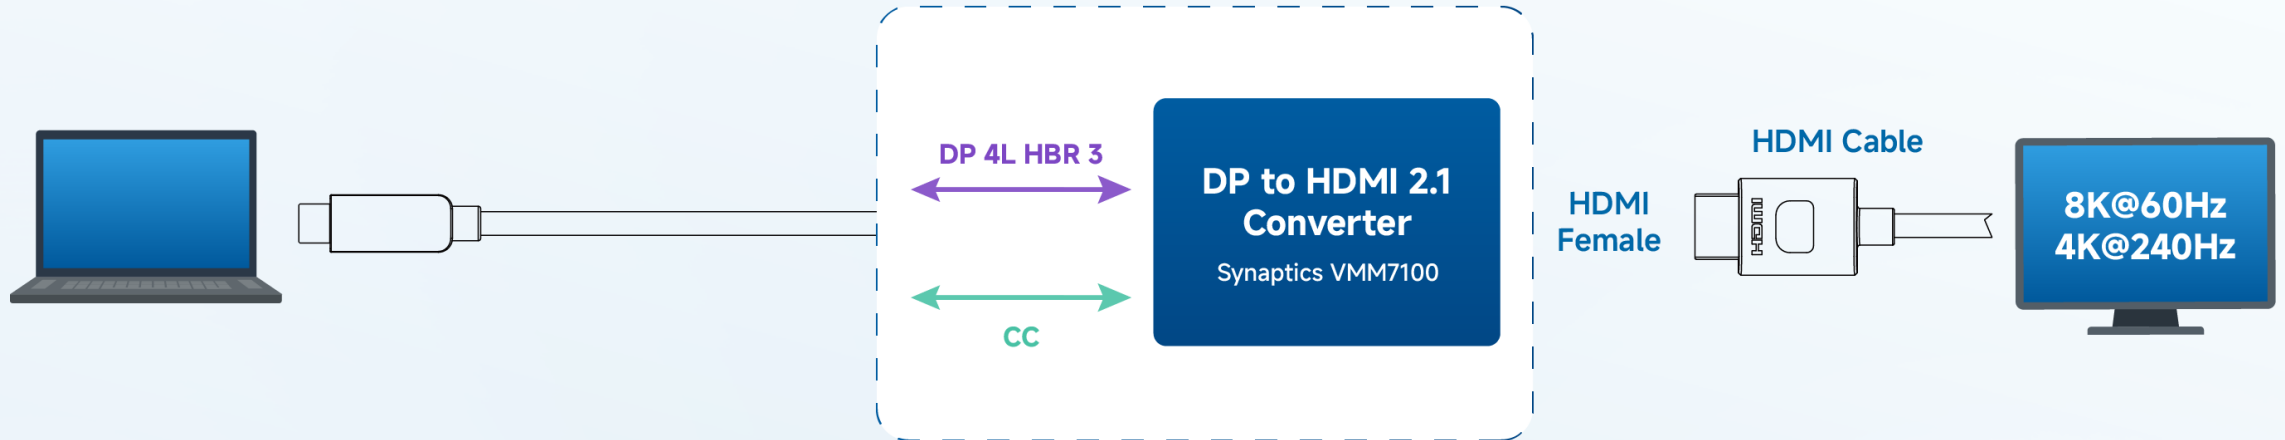 DP 4L HBR 3
CC
DP to HDMI 2.1
Converter
Synaptics VMM7100
HDMI
Female
HDMI Cable
HDMI
8K@60Hz
4K@240Hz